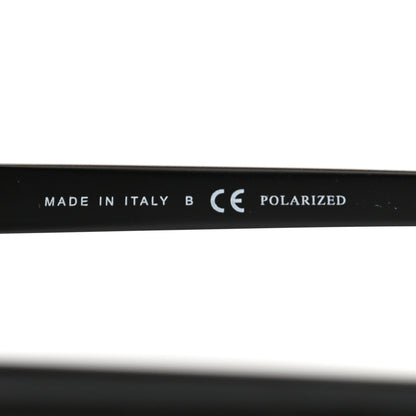 MADE IN ITALY B CE POLARIZED